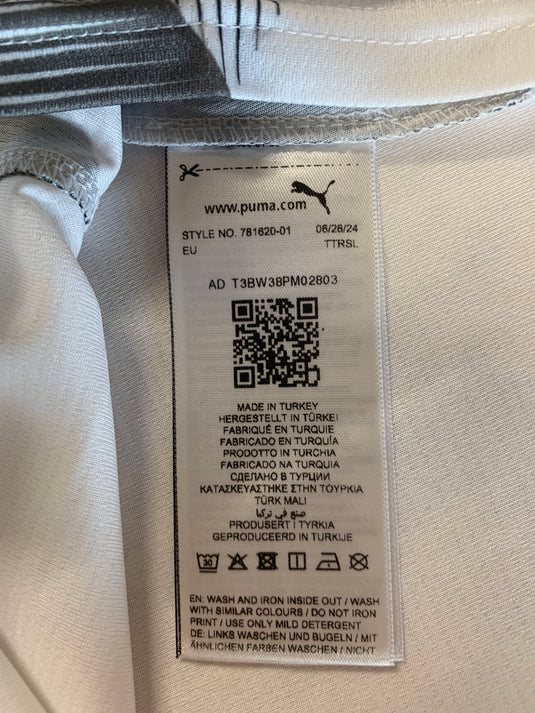 www.puma.com
STYLE NO. 781620-01 06/28/24
EU TTRSL
AD T3BW38PM02803
MADE IN TURKEY
HERGESTELLT IN TÜRKEI
FABRIQUÉ EN TURQUIE
FABRICADO EN TURQUÍA
PRODOTTO IN TURCHIA
FABRICADO NA TURQUIA
СДЕЛАНО В ТУРЦИИ
ΚΑΤΑΣΚΕΥΑΣΤΗΚΕ ΣΤΗΝ ΤΟΥΡΚΙΑ
TÜRK MALI
صنع في تركيا
PRODUSERT I TYRKIA
GEPRODUCEERD IN TURKIJE
30
EN: WASH AND IRON INSIDE OUT / WASH
WITH SIMILAR COLOURS / DO NOT IRON
PRINT / USE ONLY MILD DETERGENT
DE: LINKS WASCHEN UND BUGELN / MIT
ÄHNLICHEN FARBEN WASCHEN / NICHT